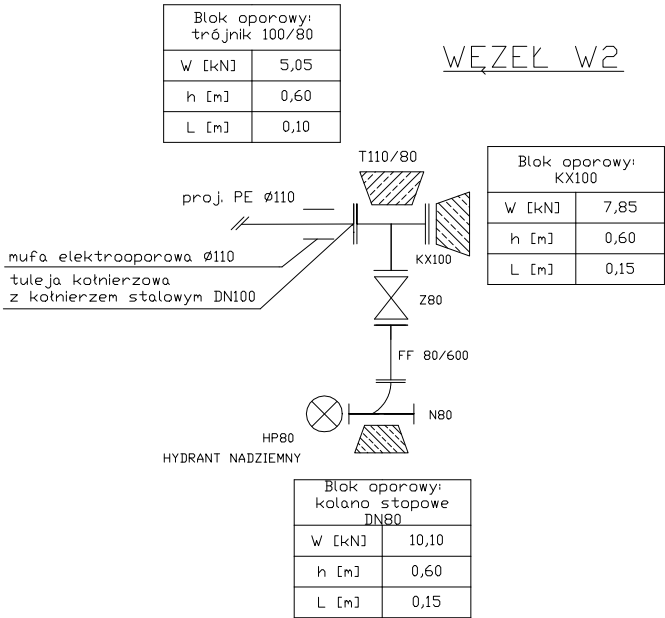 Blok oporowy:
trójnik 100/80
W [kN] 5,05
h [m] 0,60
L [m] 0,10
WĘZEŁ W2
T110/80
Blok oporowy:
KX100
W [kN] 7,85
h [m] 0,60
L [m] 0,15
proj. PE Ø110
mufa elektrooporowa Ø110
tuleja kołnierzowa
z kołnierzem stalowym DN100
KX100
Z80
FF 80/600
N80
HP80
HYDRANT NADZIEMNY
Blok oporowy:
kolano stopowe
DN80
W [kN] 10,10
h [m] 0,60
L [m] 0,15